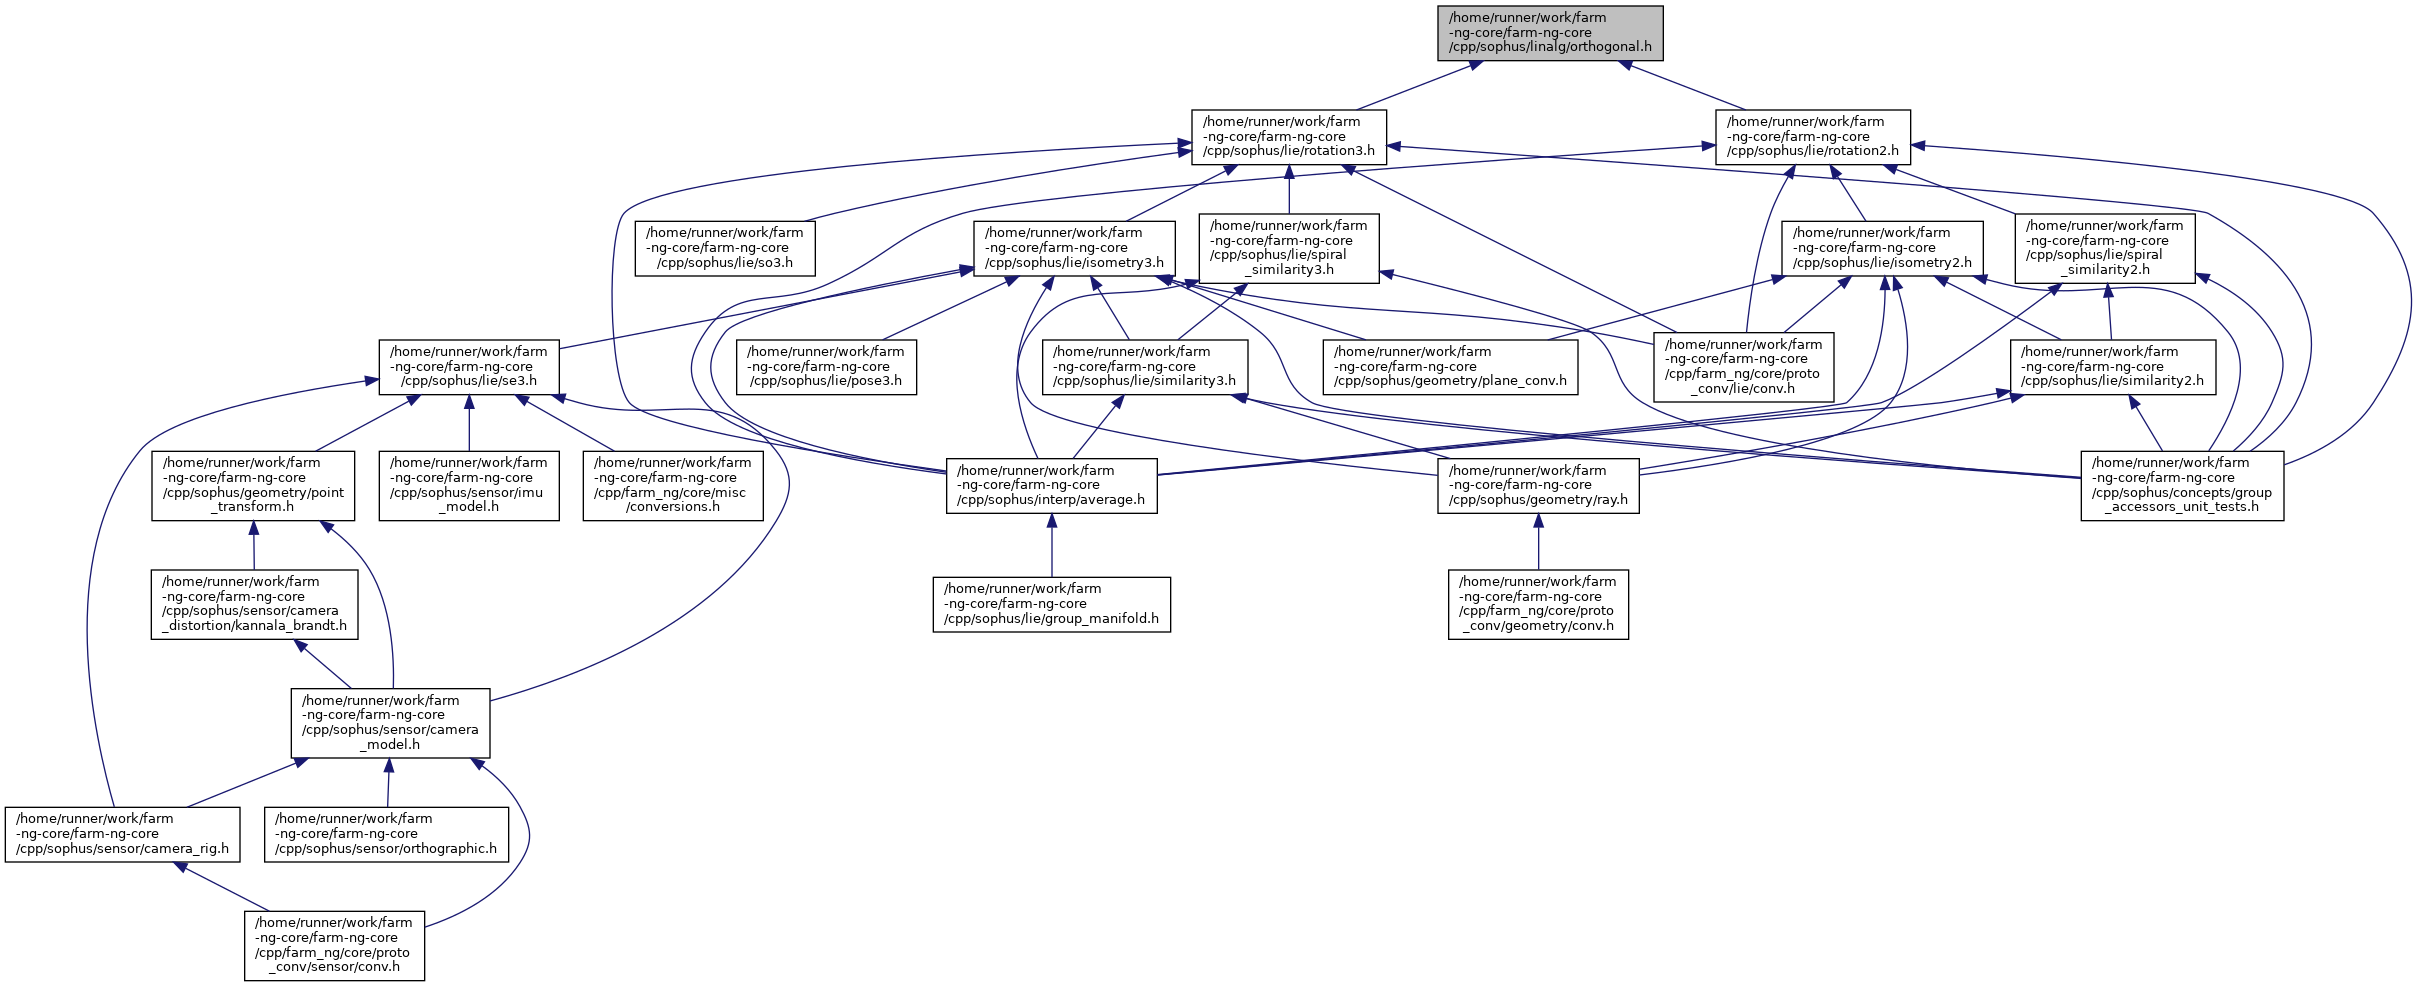 /home/runner/work/farm
-ng-core/farm-ng-core
/cpp/sophus/linalg/orthogonal.h
/home/runner/work/farm
-ng-core/farm-ng-core
/cpp/sophus/lie/rotation3.h
/home/runner/work/farm
-ng-core/farm-ng-core
/cpp/sophus/lie/rotation2.h
/home/runner/work/farm
-ng-core/farm-ng-core
/cpp/sophus/lie/so3.h
/home/runner/work/farm
-ng-core/farm-ng-core
/cpp/sophus/lie/isometry3.h
/home/runner/work/farm
-ng-core/farm-ng-core
/cpp/sophus/lie/spiral
_similarity3.h
/home/runner/work/farm
-ng-core/farm-ng-core
/cpp/sophus/lie/isometry2.h
/home/runner/work/farm
-ng-core/farm-ng-core
/cpp/sophus/lie/spiral
_similarity2.h
/home/runner/work/farm
-ng-core/farm-ng-core
/cpp/sophus/lie/se3.h
/home/runner/work/farm
-ng-core/farm-ng-core
/cpp/sophus/lie/pose3.h
/home/runner/work/farm
-ng-core/farm-ng-core
/cpp/sophus/lie/similarity3.h
/home/runner/work/farm
-ng-core/farm-ng-core
/cpp/sophus/geometry/plane_conv.h
/home/runner/work/farm
-ng-core/farm-ng-core
/cpp/farm_ng/core/proto
_conv/lie/conv.h
/home/runner/work/farm
-ng-core/farm-ng-core
/cpp/sophus/lie/similarity2.h
/home/runner/work/farm
-ng-core/farm-ng-core
/cpp/sophus/geometry/point
_transform.h
/home/runner/work/farm
-ng-core/farm-ng-core
/cpp/sophus/sensor/imu
_model.h
/home/runner/work/farm
-ng-core/farm-ng-core
/cpp/farm_ng/core/misc
/conversions.h
/home/runner/work/farm
-ng-core/farm-ng-core
/cpp/sophus/interp/average.h
/home/runner/work/farm
-ng-core/farm-ng-core
/cpp/sophus/geometry/ray.h
/home/runner/work/farm
-ng-core/farm-ng-core
/cpp/sophus/concepts/group
_accessors_unit_tests.h
/home/runner/work/farm
-ng-core/farm-ng-core
/cpp/sophus/sensor/camera
_distortion/kannala_brandt.h
/home/runner/work/farm
-ng-core/farm-ng-core
/cpp/sophus/lie/group_manifold.h
/home/runner/work/farm
-ng-core/farm-ng-core
/cpp/farm_ng/core/proto
_conv/geometry/conv.h
/home/runner/work/farm
-ng-core/farm-ng-core
/cpp/sophus/sensor/camera
_model.h
/home/runner/work/farm
-ng-core/farm-ng-core
/cpp/sophus/sensor/camera_rig.h
/home/runner/work/farm
-ng-core/farm-ng-core
/cpp/sophus/sensor/orthographic.h
/home/runner/work/farm
-ng-core/farm-ng-core
/cpp/farm_ng/core/proto
_conv/sensor/conv.h